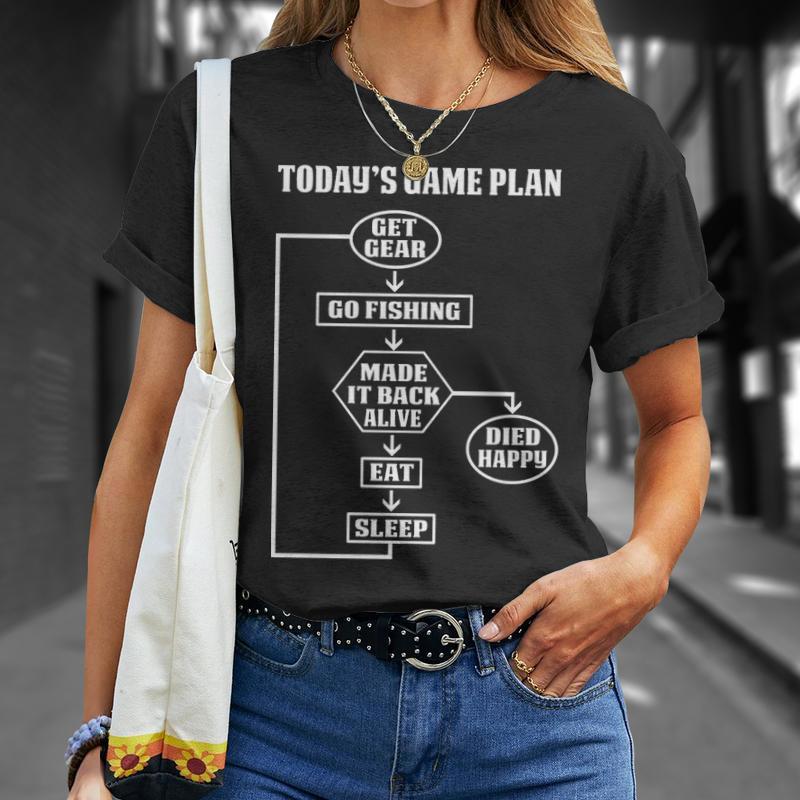 TODAY'S GAME PLAN
GET
GEAR
GO FISHING
MADE
IT BACK
ALIVE
DIED
HAPPY
EAT
SLEEP